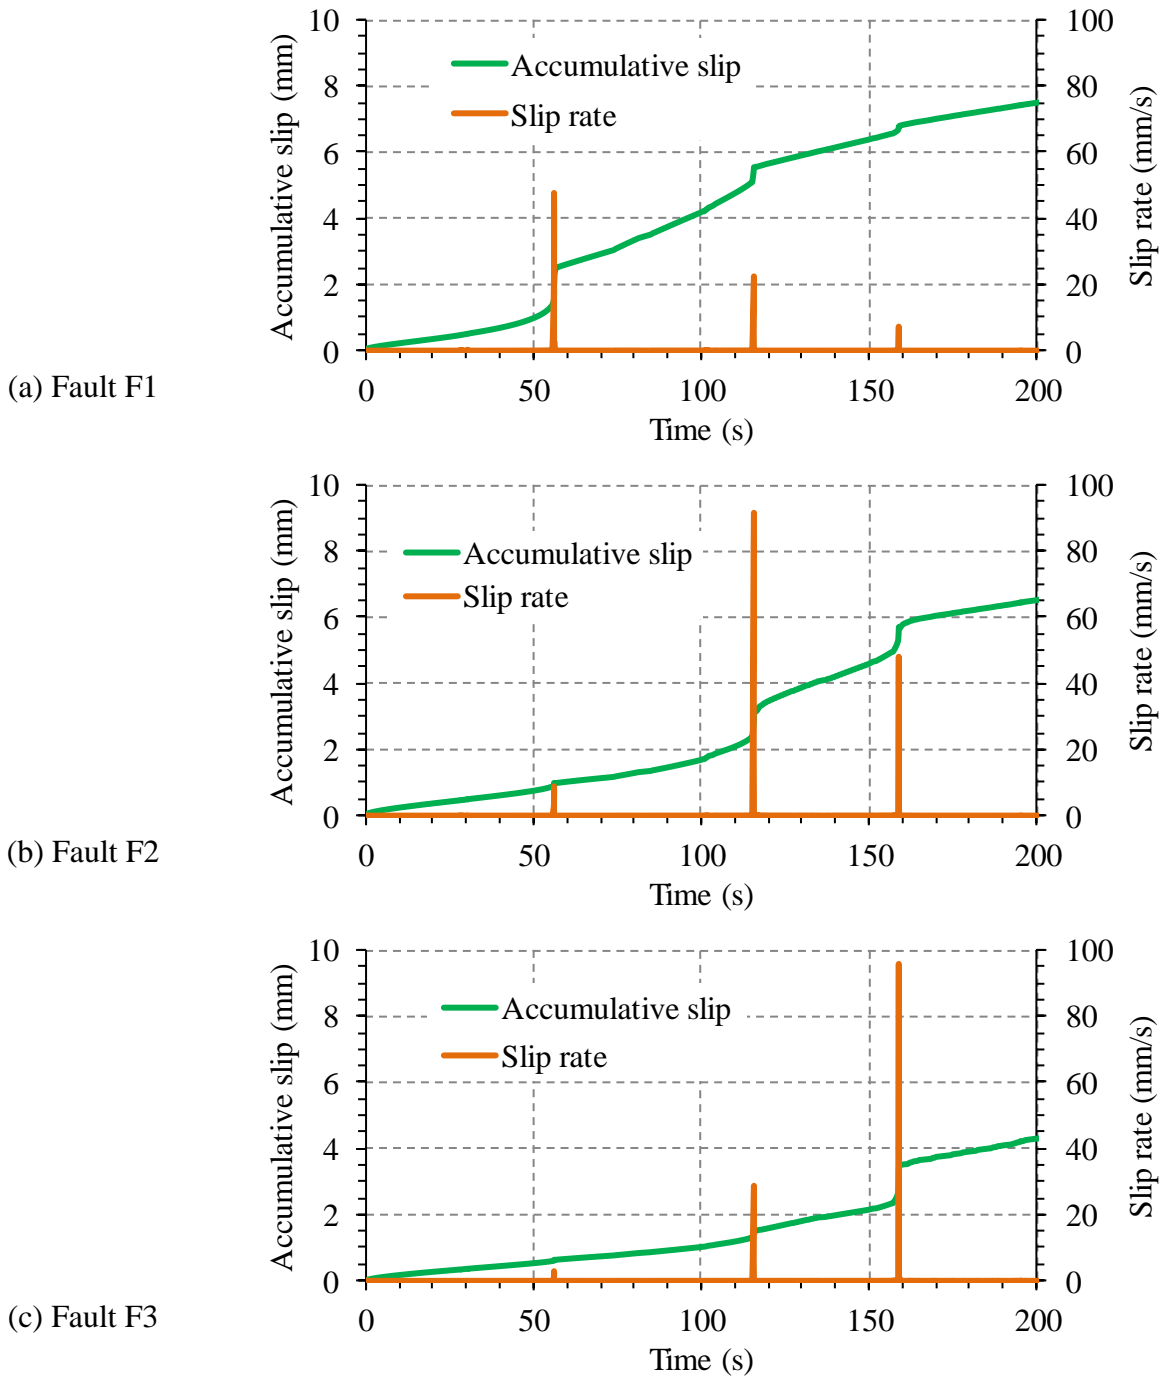 10 100
Accumulative slip (mm)
Slip rate (mm/s)
8 80
6 60
4 40
2 20
0 0
Accumulative slip
Slip rate
0 50 100 150 200
Time (s)
(a) Fault F1
10 100
Accumulative slip (mm)
Slip rate (mm/s)
8 80
6 60
4 40
2 20
0 0
Accumulative slip
Slip rate
0 50 100 150 200
Time (s)
(b) Fault F2
10 100
Accumulative slip (mm)
Slip rate (mm/s)
8 80
6 60
4 40
2 20
0 0
Accumulative slip
Slip rate
0 50 100 150 200
Time (s)
(c) Fault F3